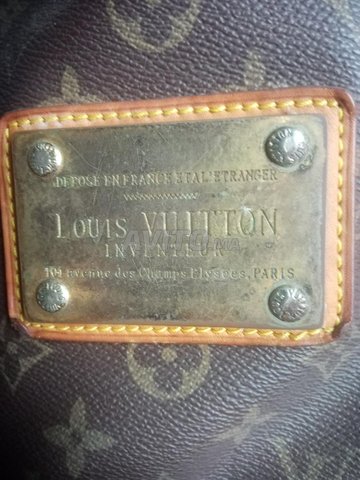 DEPOSE EN FRANCE ET A L'ETRANGER
LOUIS VUITTON
INVENTEUR
101 avenue des Champs Elysées, PARIS